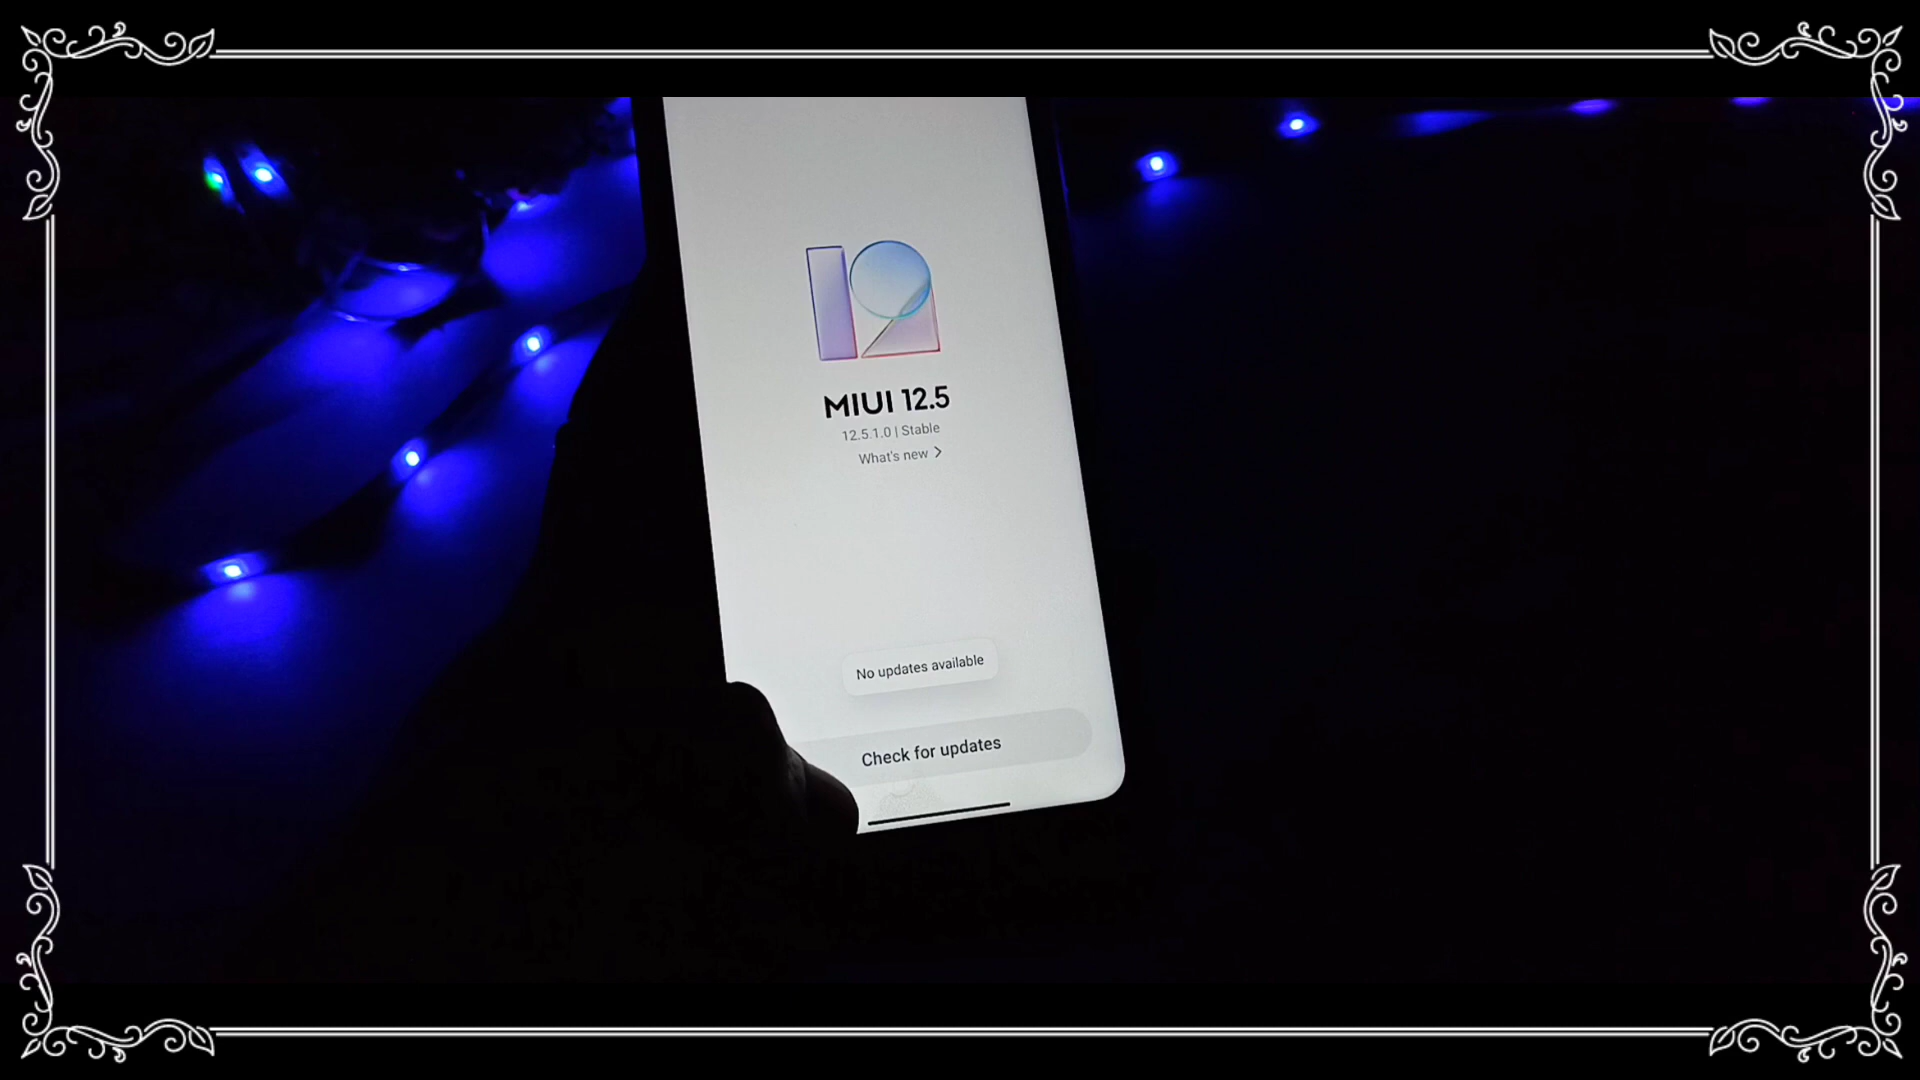 MIUI 12.5
12.5.1.0 | Stable
What's new >
No updates available
Check for updates